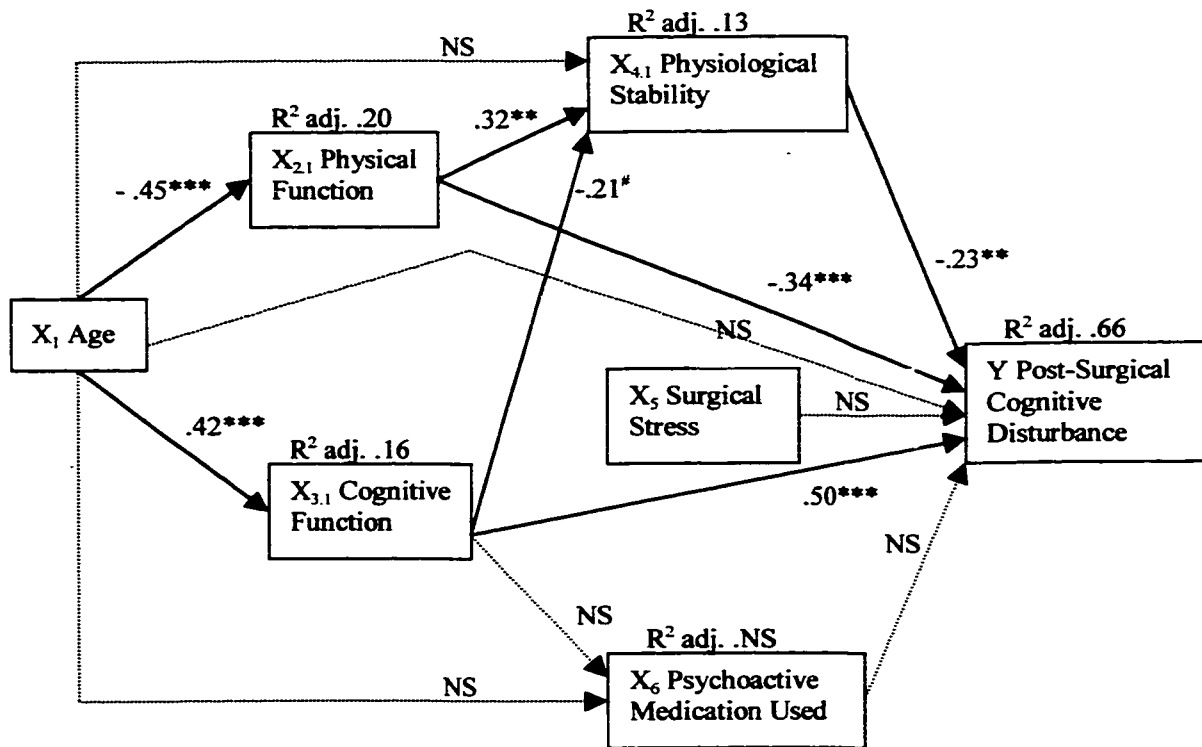 R² adj. .13
NS
X₄.₁ Physiological
Stability
R² adj. .20
.32**
X₂.₁ Physical
Function
- .45***
-.21#
-.23**
-.34***
NS
R² adj. .66
X₁ Age
Y Post-Surgical
Cognitive
Disturbance
X₅ Surgical
Stress
NS
.42***
R² adj. .16
X₃.₁ Cognitive
Function
.50***
NS
NS
R² adj. .NS
X₆ Psychoactive
Medication Used
NS